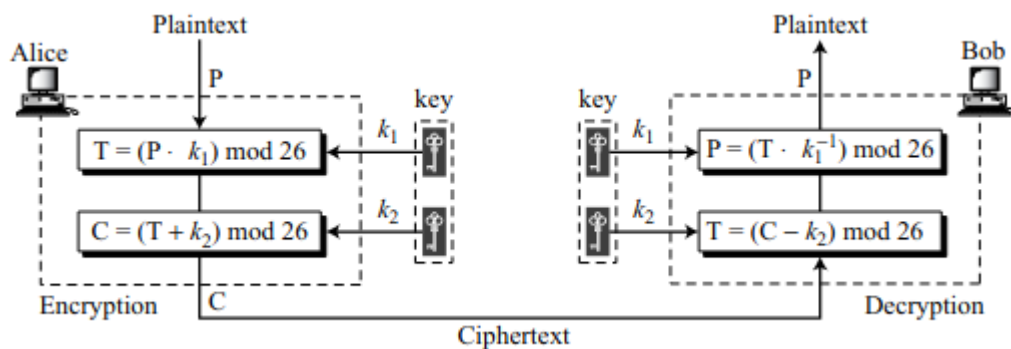 Plaintext Plaintext
Alice Bob
P P
key key
k₁ k₁
T = (P · k₁) mod 26 P = (T · k₁⁻¹) mod 26
k₂ k₂
C = (T + k₂) mod 26 T = (C − k₂) mod 26
Encryption C Decryption
Ciphertext